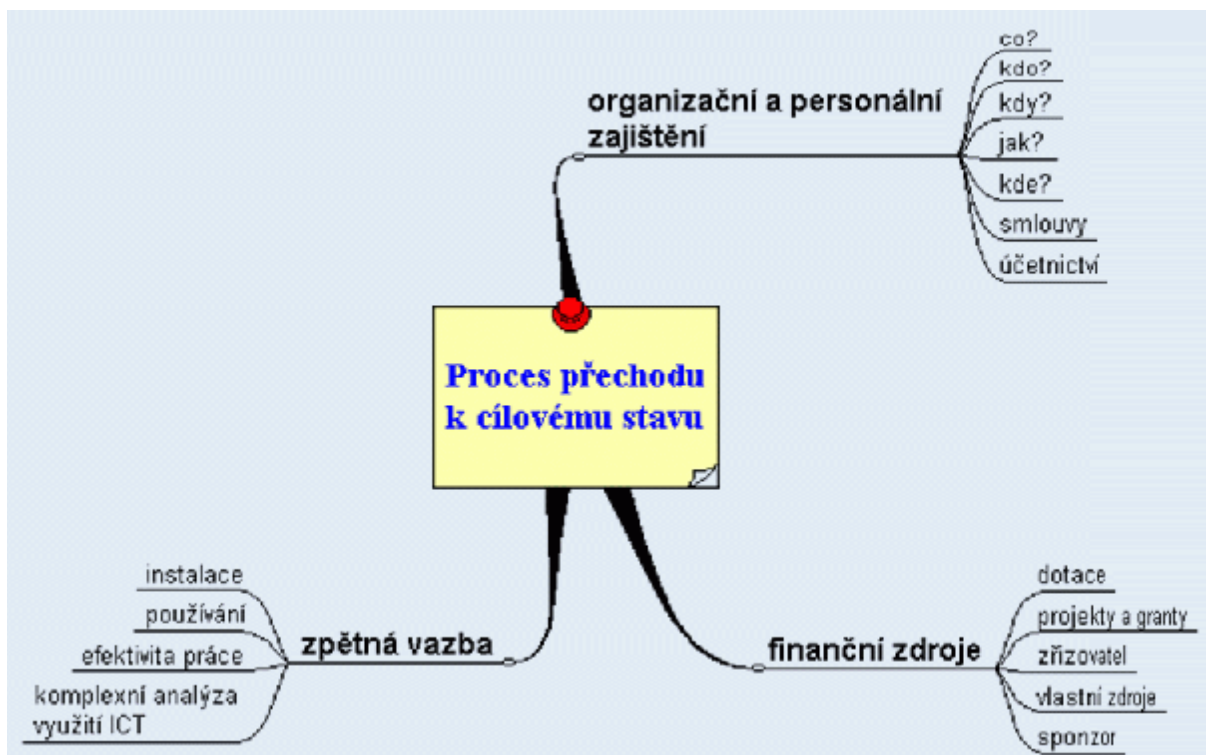 co?
kdo?
organizační a personální
zajištění
kdy?
jak?
kde?
smlouvy
účetnictví
Proces přechodu
k cílovému stavu
instalace
používání
zpětná vazba
efektivita práce
komplexní analýza
využití ICT
finanční zdroje
dotace
projekty a granty
zřizovatel
vlastní zdroje
sponzor